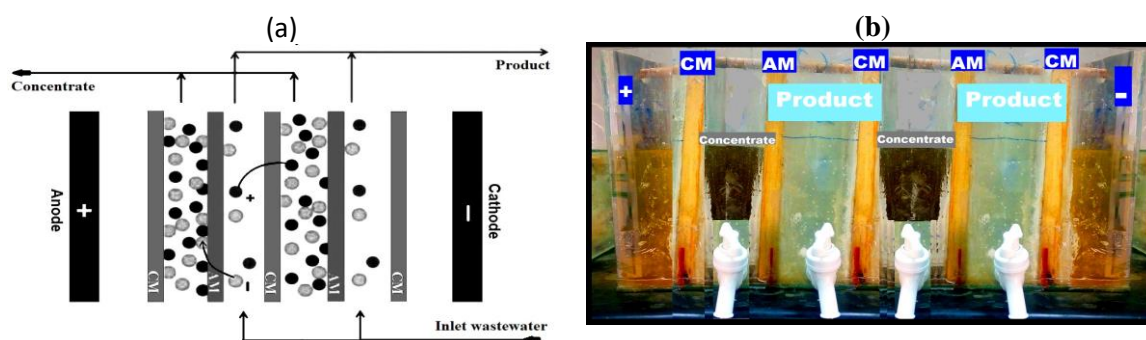 (a)
Product
Concentrate
Anode
+
CM
AM
CM
AM
CM
Cathode
-
+
-
Inlet wastewater
(b)
+
CM
AM
CM
AM
CM
-
Product
Product
Concentrate
Concentrate